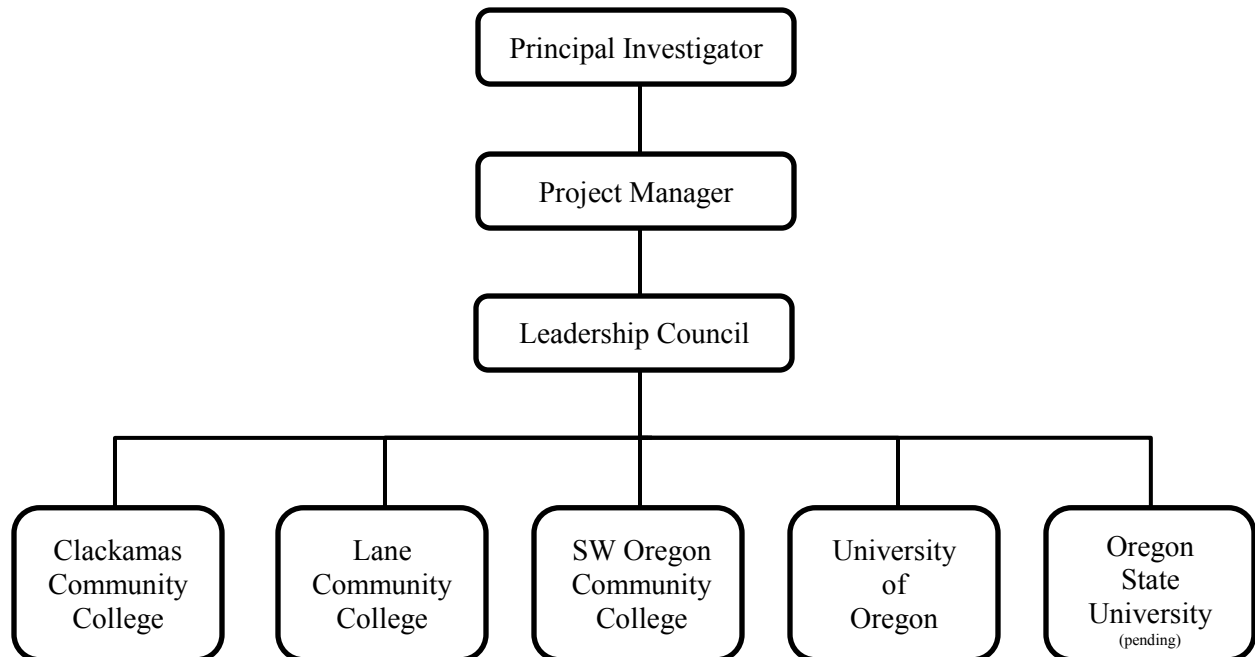 Principal Investigator
Project Manager
Leadership Council
Clackamas
Community
College
Lane
Community
College
SW Oregon
Community
College
University
of
Oregon
Oregon
State
University
(pending)